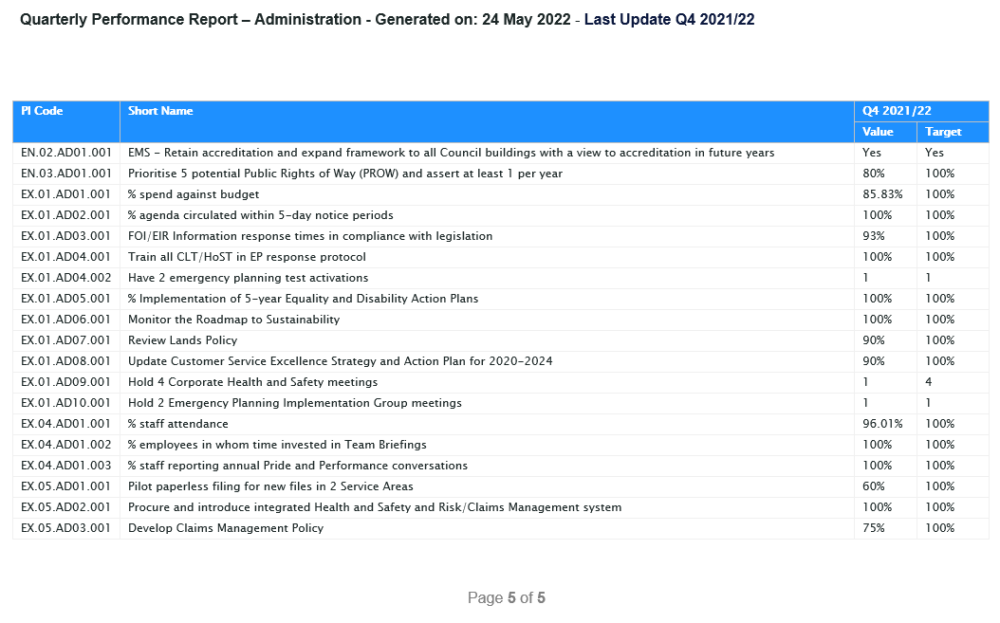 Quarterly Performance Report – Administration - Generated on: 24 May 2022 - Last Update Q4 2021/22
PI Code Short Name Q4 2021/22
Value Target
EN.02.AD01.001 EMS – Retain accreditation and expand framework to all Council buildings with a view to accreditation in future years Yes Yes
EN.03.AD01.001 Prioritise 5 potential Public Rights of Way (PROW) and assert at least 1 per year 80% 100%
EX.01.AD01.001 % spend against budget 85.83% 100%
EX.01.AD02.001 % agenda circulated within 5-day notice periods 100% 100%
EX.01.AD03.001 FOI/EIR Information response times in compliance with legislation 93% 100%
EX.01.AD04.001 Train all CLT/HoST in EP response protocol 100% 100%
EX.01.AD04.002 Have 2 emergency planning test activations 1 1
EX.01.AD05.001 % Implementation of 5-year Equality and Disability Action Plans 100% 100%
EX.01.AD06.001 Monitor the Roadmap to Sustainability 100% 100%
EX.01.AD07.001 Review Lands Policy 90% 100%
EX.01.AD08.001 Update Customer Service Excellence Strategy and Action Plan for 2020-2024 90% 100%
EX.01.AD09.001 Hold 4 Corporate Health and Safety meetings 1 4
EX.01.AD10.001 Hold 2 Emergency Planning Implementation Group meetings 1 1
EX.04.AD01.001 % staff attendance 96.01% 100%
EX.04.AD01.002 % employees in whom time invested in Team Briefings 100% 100%
EX.04.AD01.003 % staff reporting annual Pride and Performance conversations 100% 100%
EX.05.AD01.001 Pilot paperless filing for new files in 2 Service Areas 60% 100%
EX.05.AD02.001 Procure and introduce integrated Health and Safety and Risk/Claims Management system 100% 100%
EX.05.AD03.001 Develop Claims Management Policy 75% 100%
Page 5 of 5